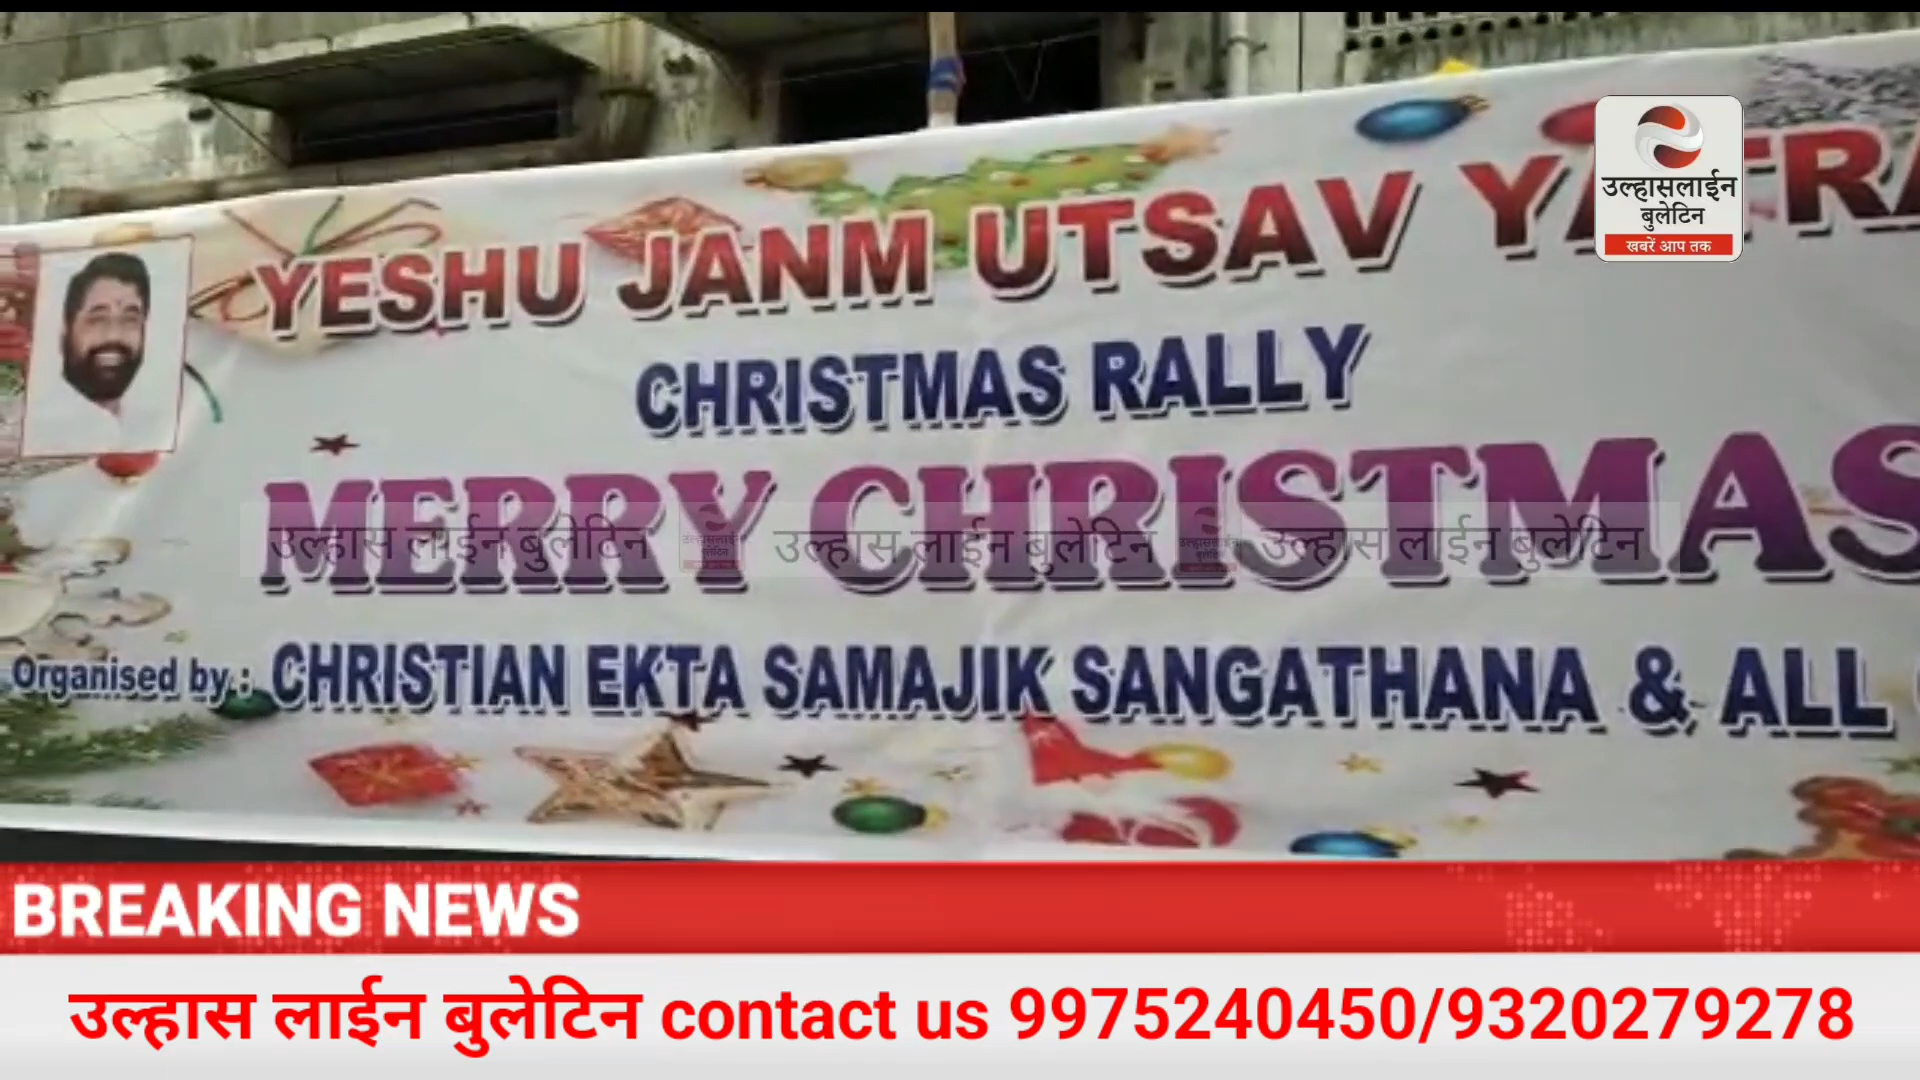 YESHU JANM UTSAV YATRA
CHRISTMAS RALLY
MERRY CHRISTMAS
Organised by.: CHRISTIAN EKTA SAMAJIK SANGATHANA & ALL
उल्हासलाईन
बुलेटिन
खबरें आप तक
उल्हास लाईन बुलेटिन उल्हास लाईन बुलेटिन उल्हास लाईन बुलेटिन
BREAKING NEWS
उल्हास लाईन बुलेटिन contact us 9975240450/9320279278